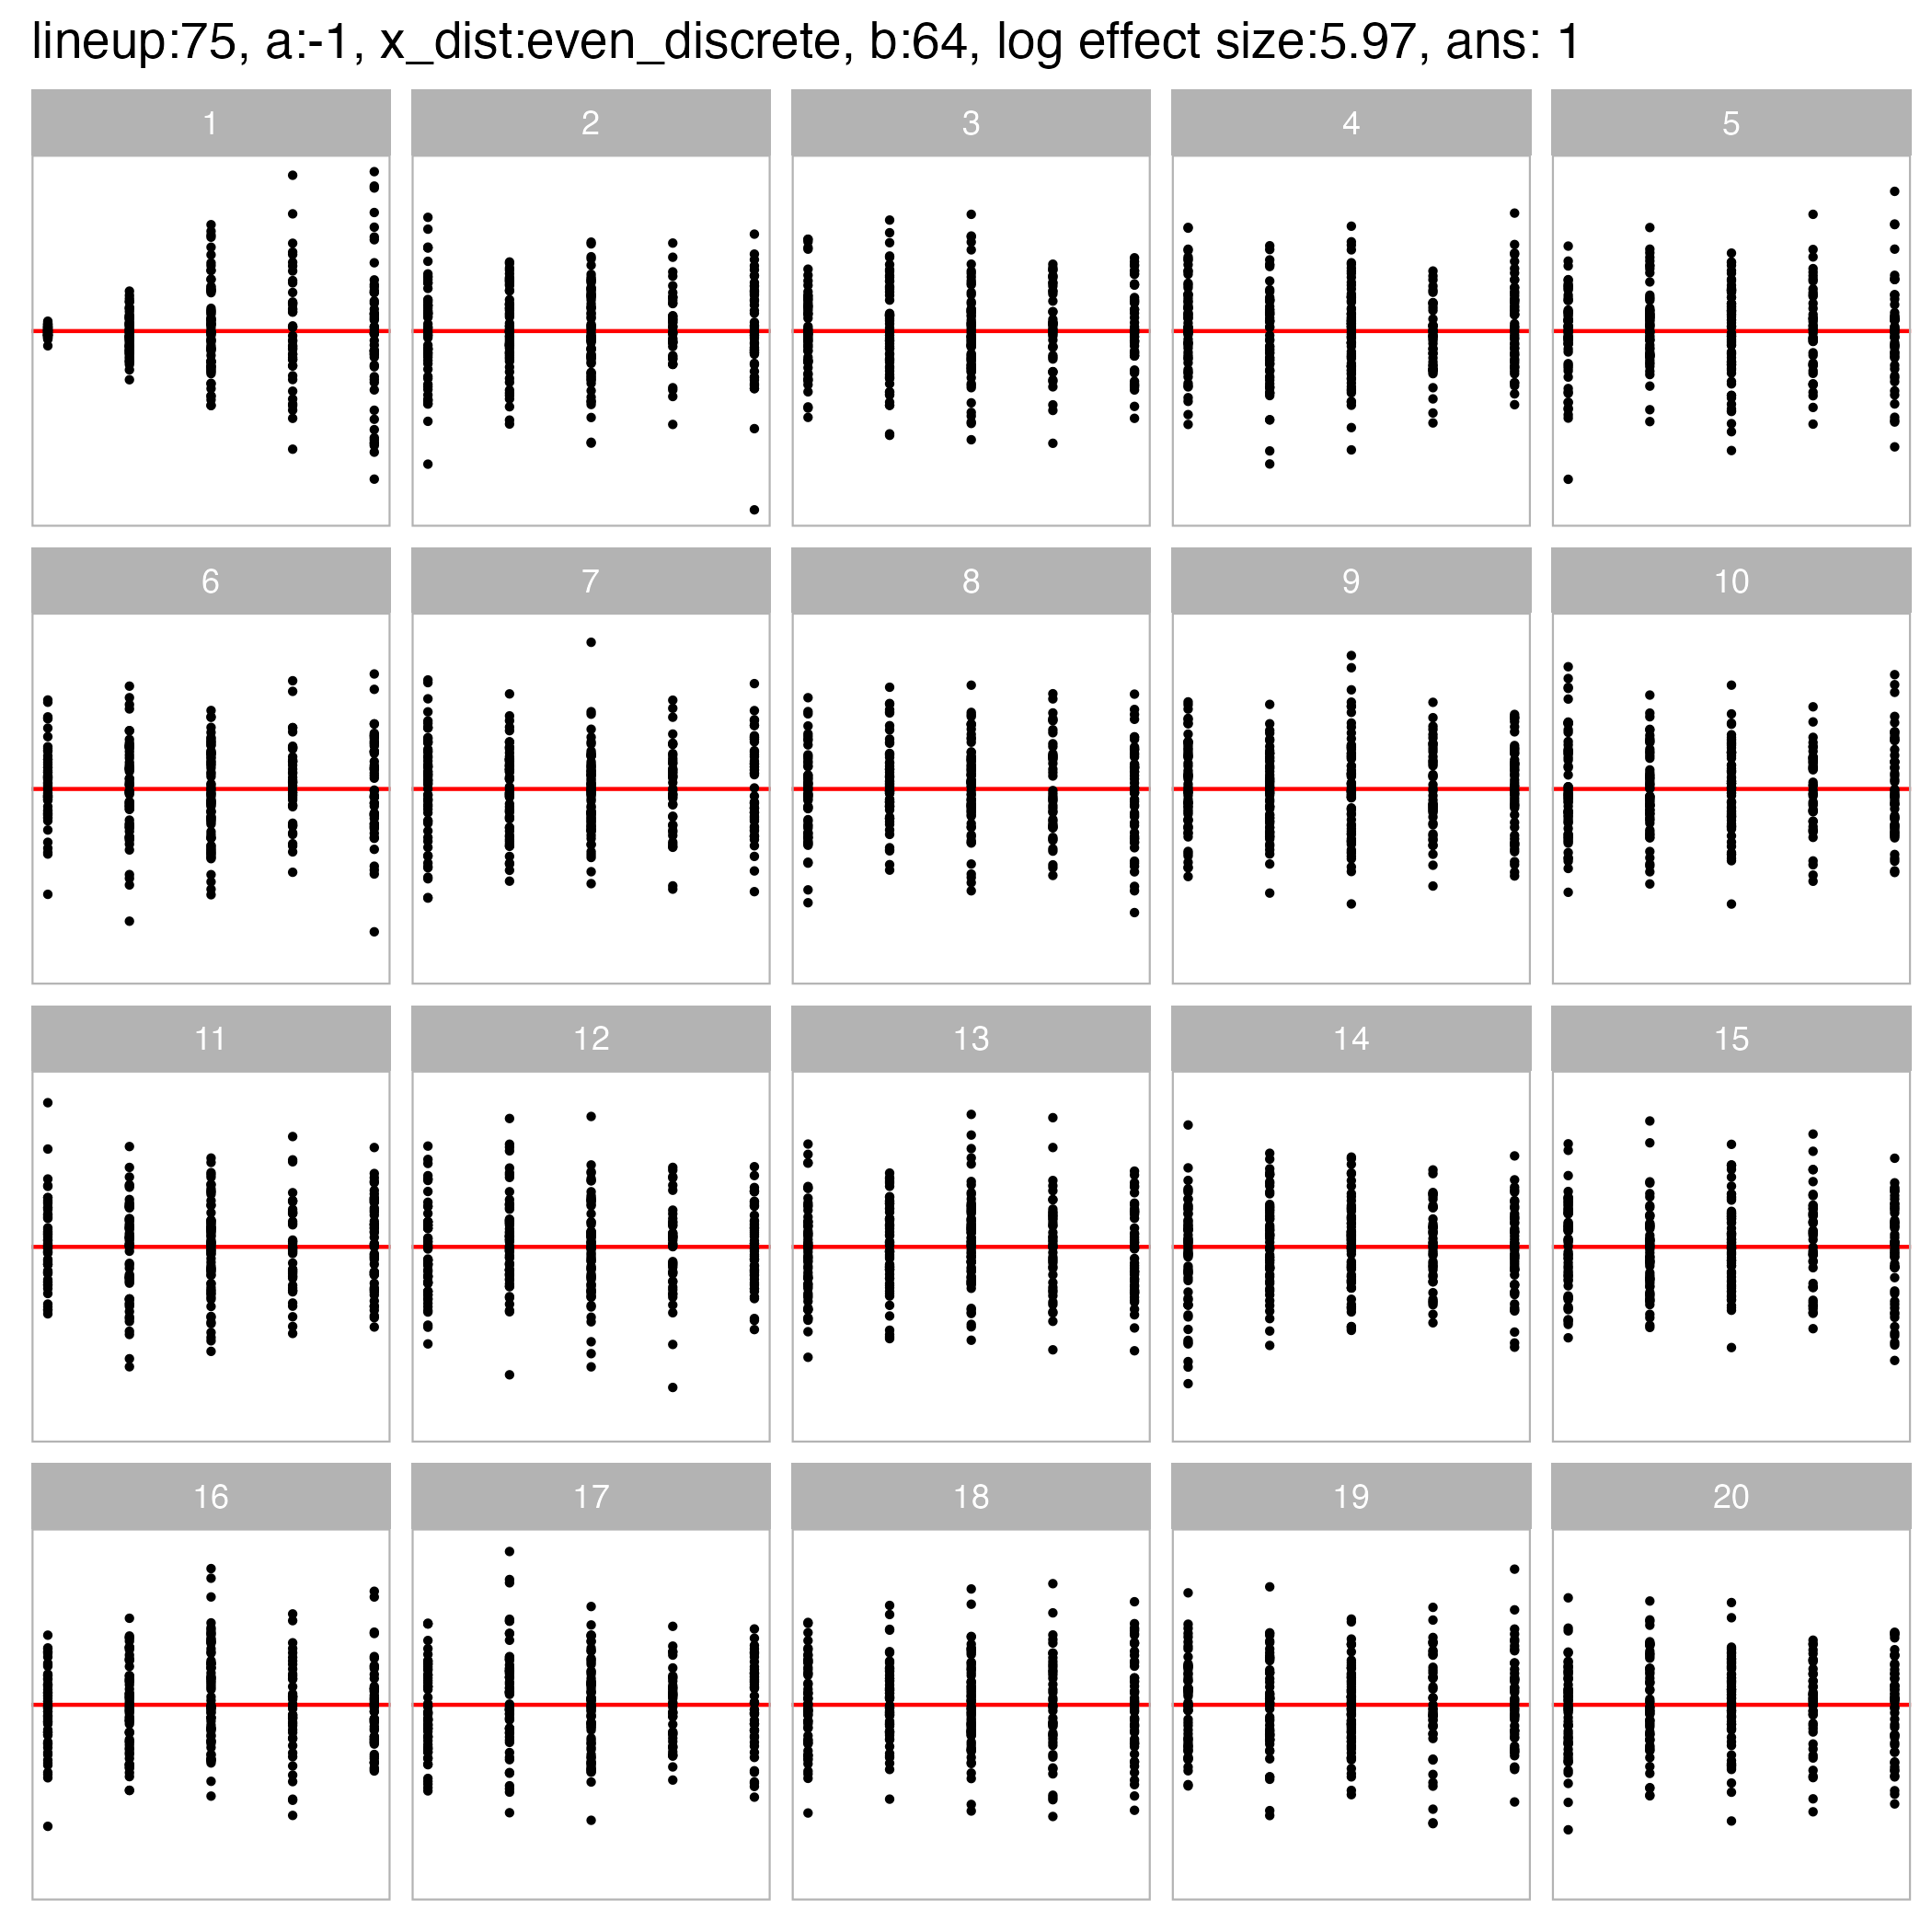 lineup:75, a:-1, x_dist:even_discrete, b:64, log effect size:5.97, ans: 1
1 2 3 4 5
6 7 8 9 10
11 12 13 14 15
16 17 18 19 20